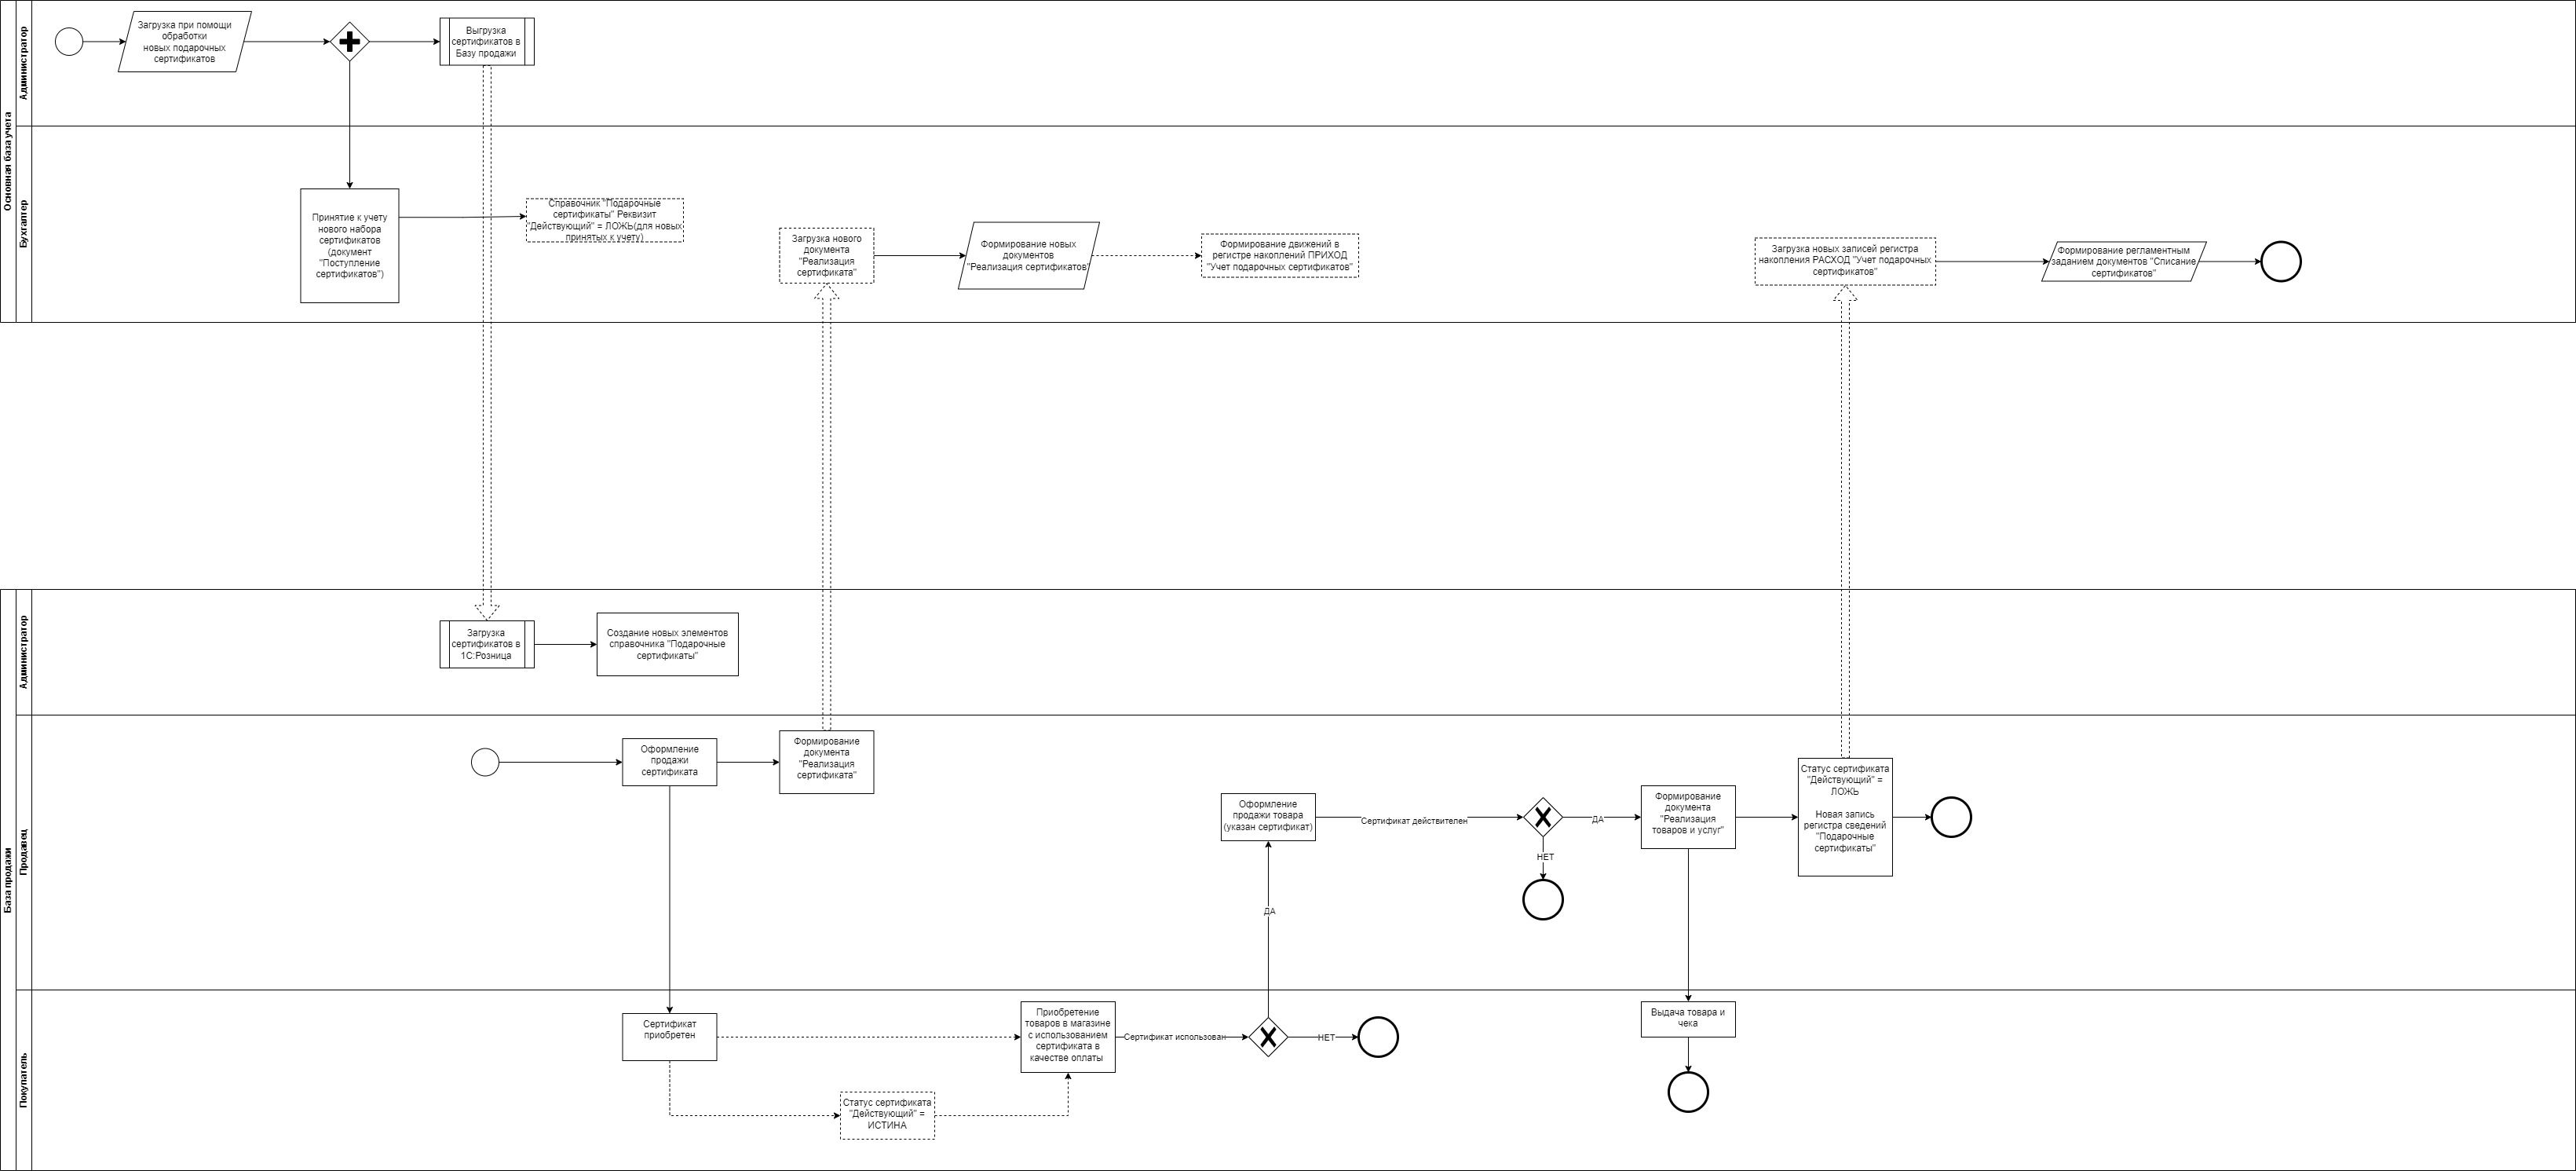 Основная база учета
Администратор
Загрузка при помощи
обработки
новых подарочных
сертификатов
Выгрузка
сертификатов в
Базу продажи
Бухгалтер
Принятие к учету
нового набора
сертификатов
(документ
"Поступление
сертификатов")
Справочник "Подарочные
сертификаты" Реквизит
"Действующий" = ЛОЖЬ(для новых
принятых к учету)
Загрузка нового
документа
"Реализация
сертификата"
Формирование новых
документов
"Реализация сертификатов"
Формирование движений в
регистре накоплений ПРИХОД
"Учет подарочных сертификатов"
Загрузка новых записей регистра
накопления РАСХОД "Учет подарочных
сертификатов"
Формирование регламентным
заданием документов "Списание
сертификатов"
База продажи
Администратор
Загрузка
сертификатов в
1С:Розница
Создание новых элементов
справочника "Подарочные
сертификаты"
Продавец
Оформление
продажи
сертификата
Формирование
документа
"Реализация
сертификата"
Оформление
продажи товара
(указан сертификат)
Сертификат действителен
ДА
НЕТ
Формирование
документа
"Реализация
товаров и услуг"
Статус сертификата
"Действующий" =
ЛОЖЬ
Новая запись
регистра сведений
"Подарочные
сертификаты"
ДА
Покупатель
Сертификат
приобретен
Статус сертификата
"Действующий" =
ИСТИНА
Приобретение
товаров в магазине
с использованием
сертификата в
качестве оплаты
Сертификат использован
НЕТ
Выдача товара и
чека